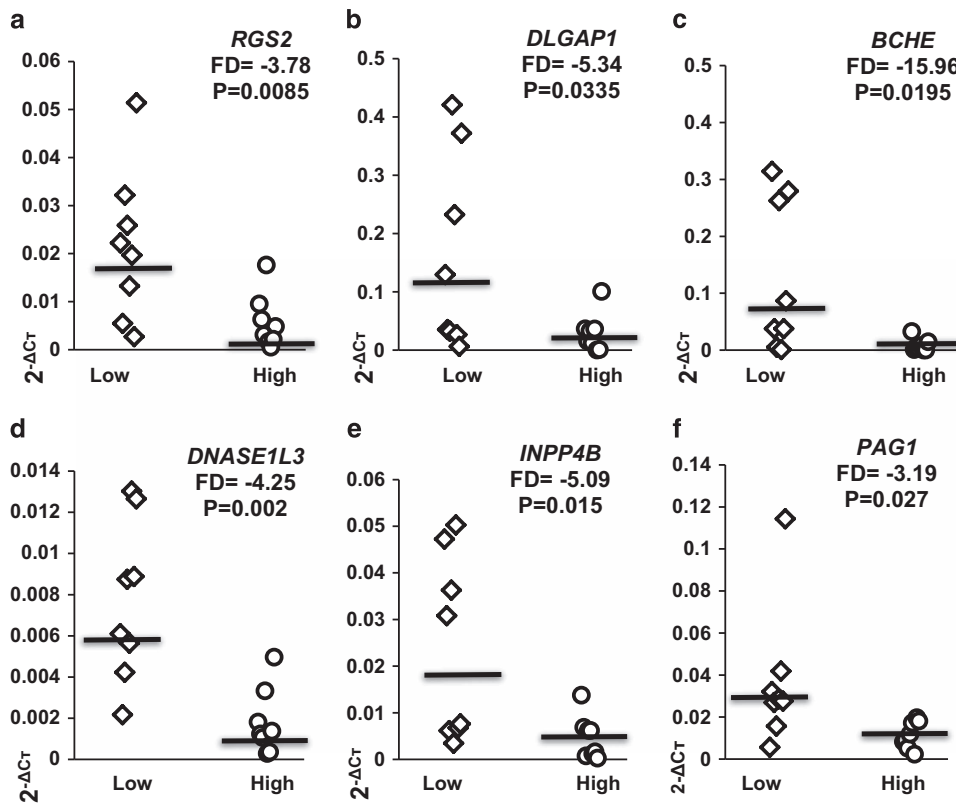 a
RGS2
FD= -3.78
P=0.0085
0.06
0.05
0.04
0.03
0.02
0.01
0
2-ΔCT
Low
High
b
DLGAP1
FD= -5.34
P=0.0335
0.5
0.4
0.3
0.2
0.1
0
2-ΔCT
Low
High
c
BCHE
FD= -15.96
P=0.0195
0.5
0.4
0.3
0.2
0.1
0
2-ΔCT
Low
High
d
DNASE1L3
FD= -4.25
P=0.002
0.014
0.012
0.01
0.008
0.006
0.004
0.002
0
2-ΔCT
Low
High
e
INPP4B
FD= -5.09
P=0.015
0.06
0.05
0.04
0.03
0.02
0.01
0
2-ΔCT
Low
High
f
PAG1
FD= -3.19
P=0.027
0.14
0.12
0.1
0.08
0.06
0.04
0.02
0
2-ΔCT
Low
High